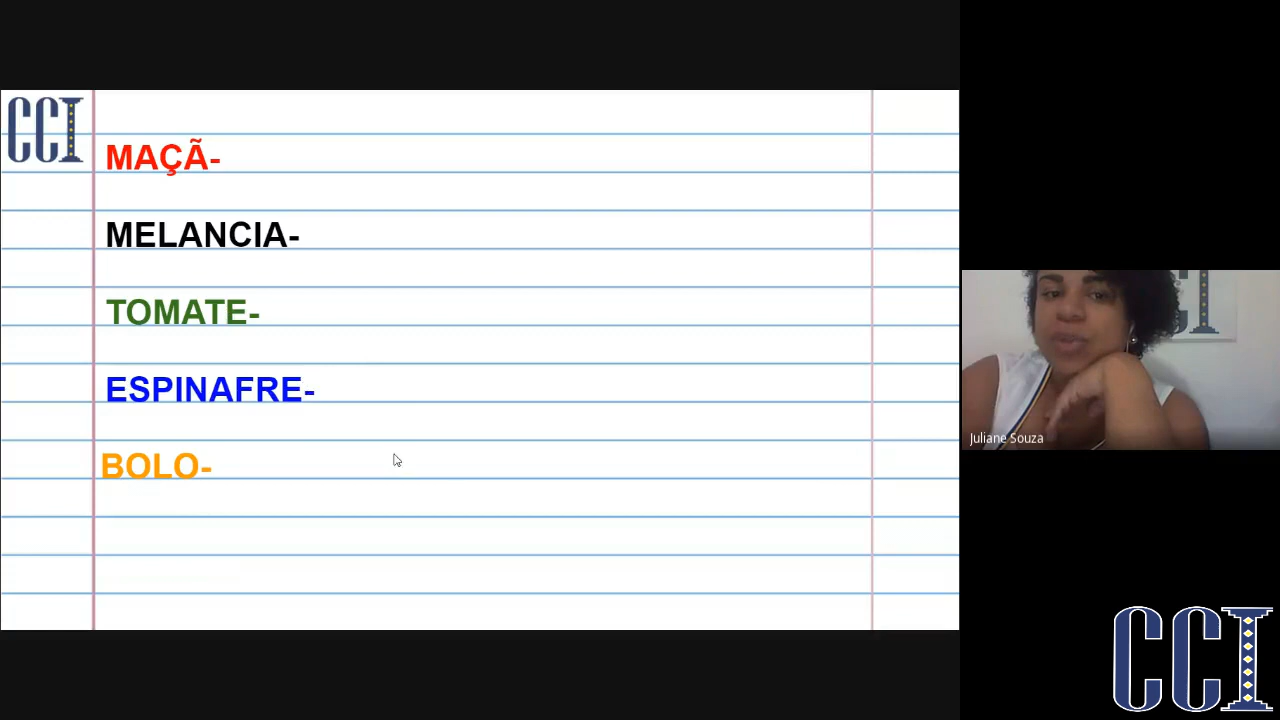 CCI
MAÇÃ-
MELANCIA-
TOMATE-
ESPINAFRE-
BOLO-
Juliane Souza
CCI